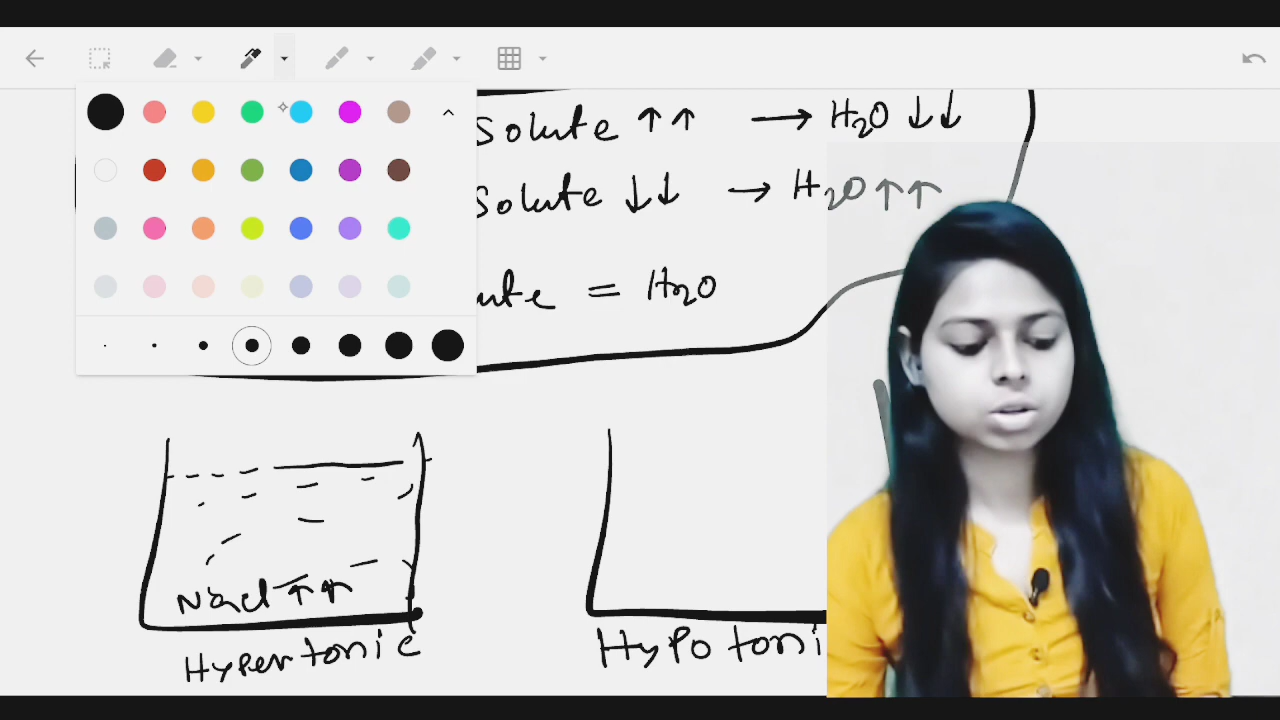 Solute ↑↑ → H2O ↓↓
Solute ↓↓ → H2O ↑↑
ute = H2O
Nacl ↑↑
Hypertonic
Hypotoni